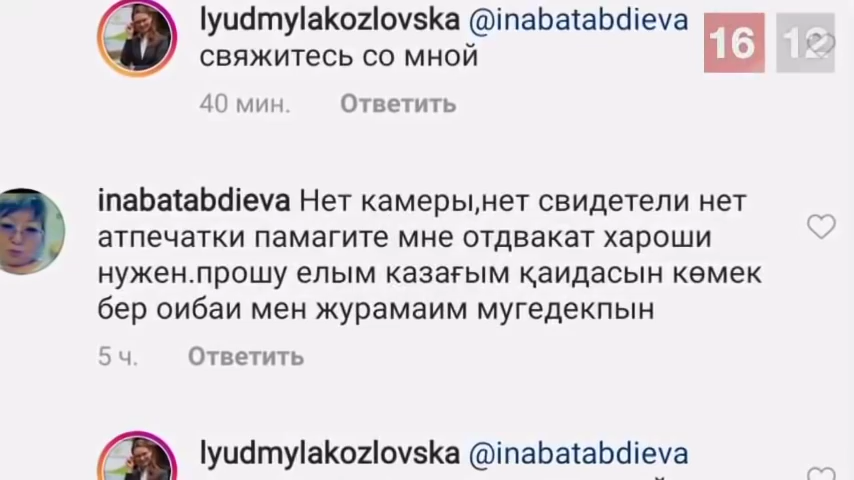 lyudmylakozlovska @inabatabdieva
16 12
свяжитесь со мной
40 мин. Ответить
inabatabdieva Нет камеры,нет свидетели нет
атпечатки памагите мне отдвакат хароши
нужен.прошу елым казағым қаидасын көмек
бер оибаи мен журамаим мугедекпын
5 ч. Ответить
lyudmylakozlovska @inabatabdieva